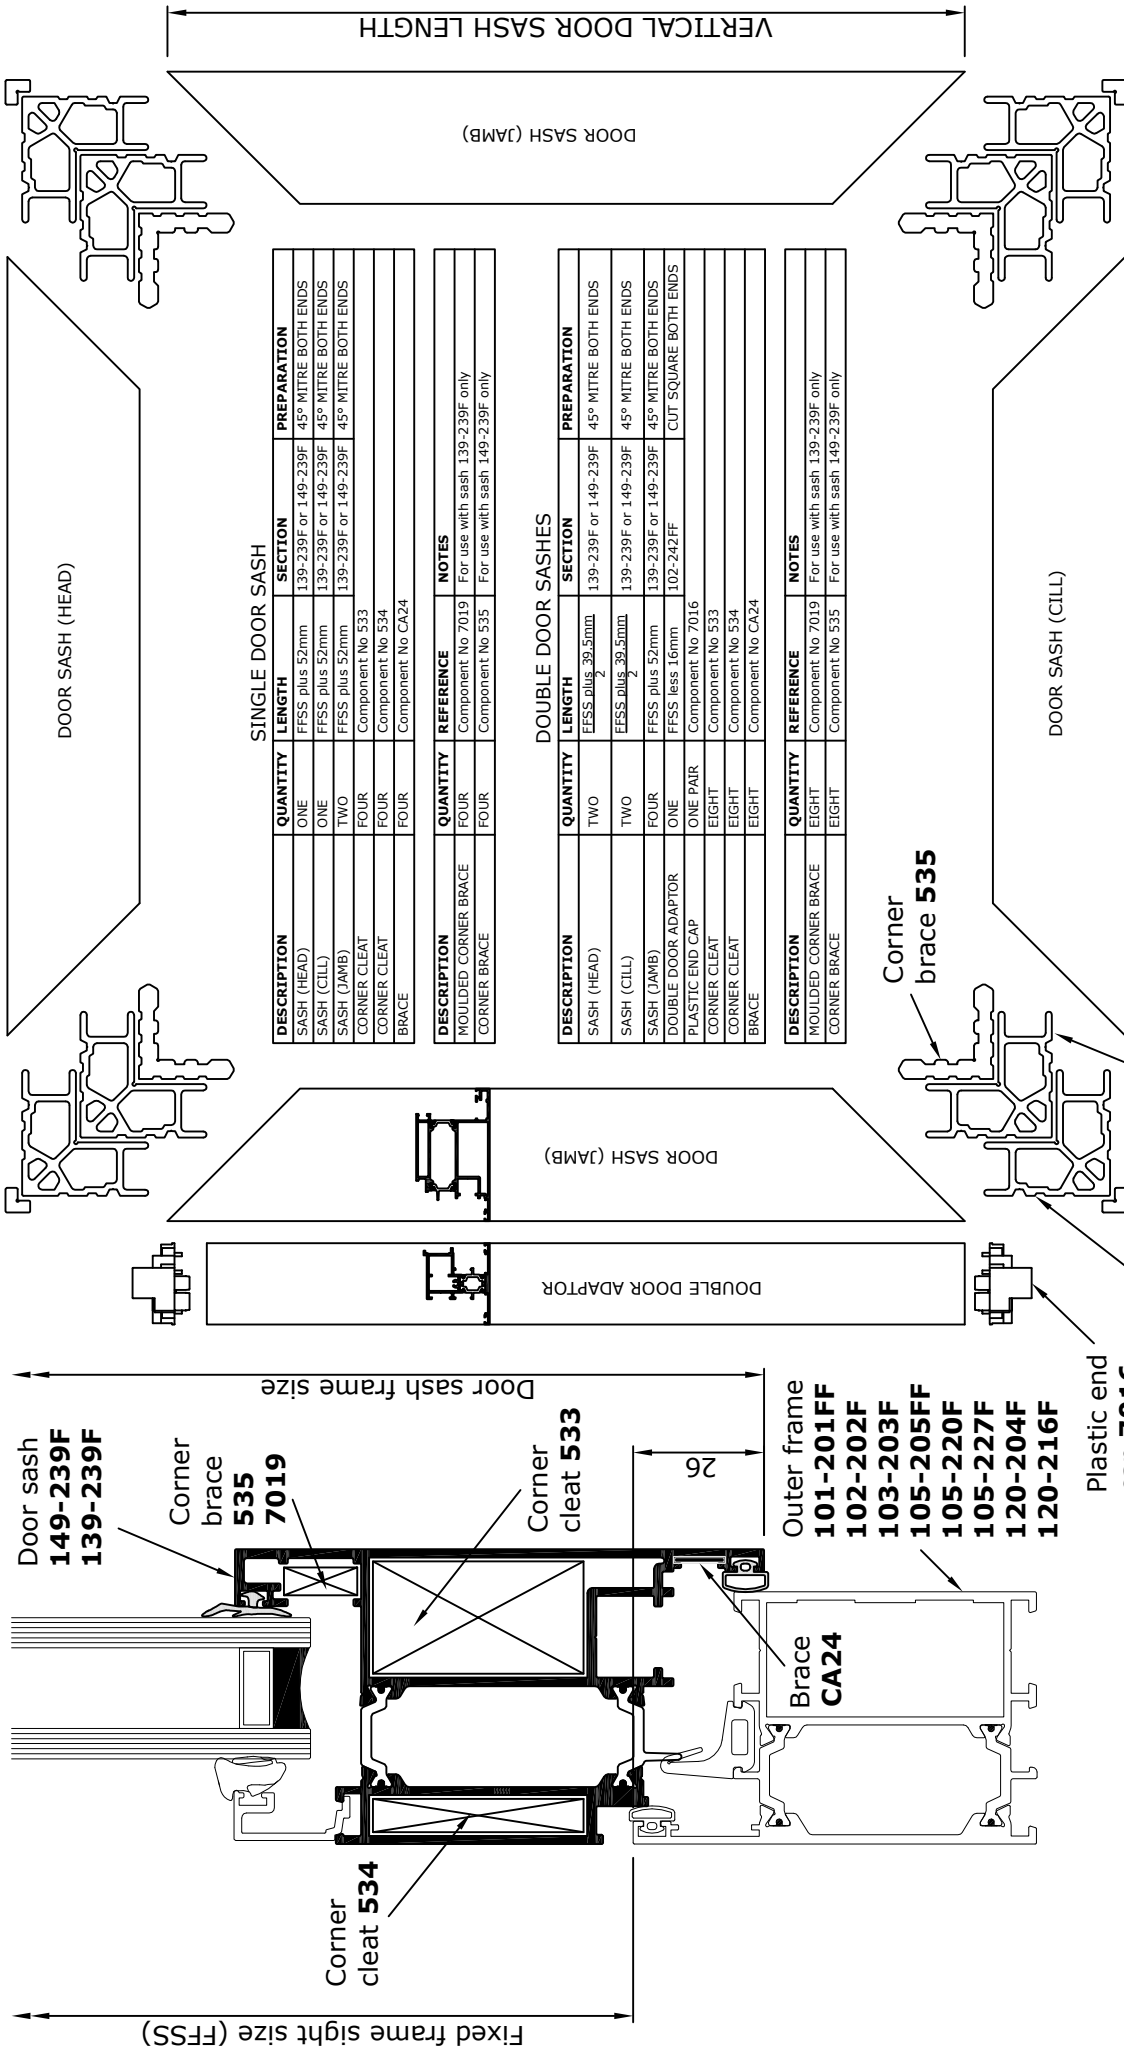 DOOR SASH (HEAD)
VERTICAL DOOR SASH LENGTH
DOOR SASH (JAMB)
SINGLE DOOR SASH
DESCRIPTION QUANTITY LENGTH SECTION PREPARATION
SASH (HEAD) ONE FFSS plus 52mm 139-239F or 149-239F 45° MITRE BOTH ENDS
SASH (CILL) ONE FFSS plus 52mm 139-239F or 149-239F 45° MITRE BOTH ENDS
SASH (JAMB) TWO FFSS plus 52mm 139-239F or 149-239F 45° MITRE BOTH ENDS
CORNER CLEAT FOUR Component No 533
CORNER CLEAT FOUR Component No 534
BRACE FOUR Component No CA24
DESCRIPTION QUANTITY REFERENCE NOTES
MOULDED CORNER BRACE FOUR Component No 7019 For use with sash 139-239F only
CORNER BRACE FOUR Component No 535 For use with sash 149-239F only
DOUBLE DOOR SASHES
DESCRIPTION QUANTITY LENGTH SECTION PREPARATION
SASH (HEAD) TWO FFSS plus 39.5mm 139-239F or 149-239F 45° MITRE BOTH ENDS
2
SASH (CILL) TWO FFSS plus 39.5mm 139-239F or 149-239F 45° MITRE BOTH ENDS
2
SASH (JAMB) FOUR FFSS plus 52mm 139-239F or 149-239F 45° MITRE BOTH ENDS
DOUBLE DOOR ADAPTOR ONE FFSS less 16mm 102-242FF CUT SQUARE BOTH ENDS
PLASTIC END CAP ONE PAIR Component No 7016
CORNER CLEAT EIGHT Component No 533
CORNER CLEAT EIGHT Component No 534
BRACE EIGHT Component No CA24
DESCRIPTION QUANTITY REFERENCE NOTES
MOULDED CORNER BRACE EIGHT Component No 7019 For use with sash 139-239F only
CORNER BRACE EIGHT Component No 535 For use with sash 149-239F only
DOOR SASH (CILL)
Corner
brace 535
DOOR SASH (JAMB)
DOUBLE DOOR ADAPTOR
Plastic end
Door sash frame size
Door sash
149-239F
139-239F
Corner
brace
535
7019
Corner
cleat 533
26
Outer frame
101-201FF
102-202F
103-203F
105-205FF
105-220F
105-227F
120-204F
120-216F
Brace
CA24
Corner
cleat 534
Fixed frame sight size (FFSS)